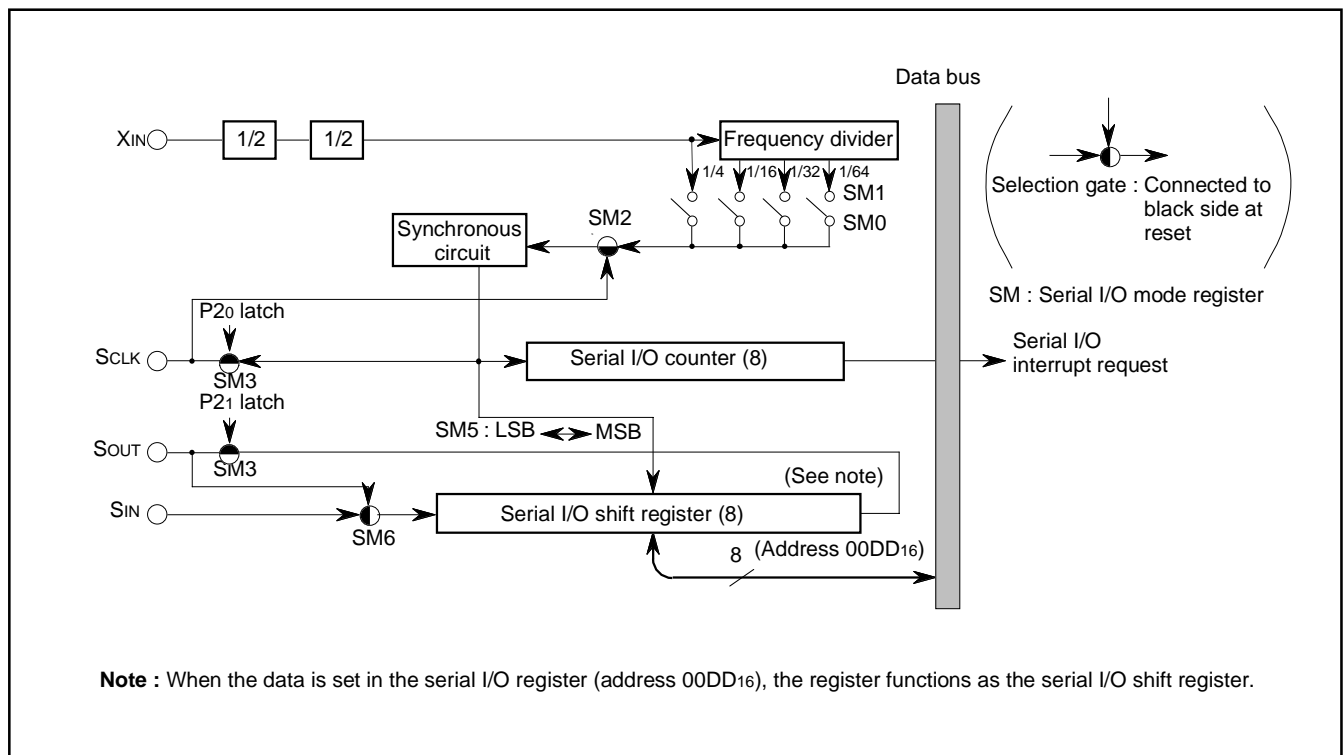 Data bus
XIN
1/2
1/2
Frequency divider
1/4
1/16
1/32
1/64
SM1
SM0
SM2
Synchronous
circuit
Selection gate : Connected to
black side at
reset
SM : Serial I/O mode register
P20 latch
SCLK
SM3
Serial I/O counter (8)
Serial I/O
interrupt request
P21 latch
SM5 : LSB MSB
SOUT
SM3
(See note)
SIN
SM6
Serial I/O shift register (8)
8
(Address 00DD16)
Note : When the data is set in the serial I/O register (address 00DD16), the register functions as the serial I/O shift register.